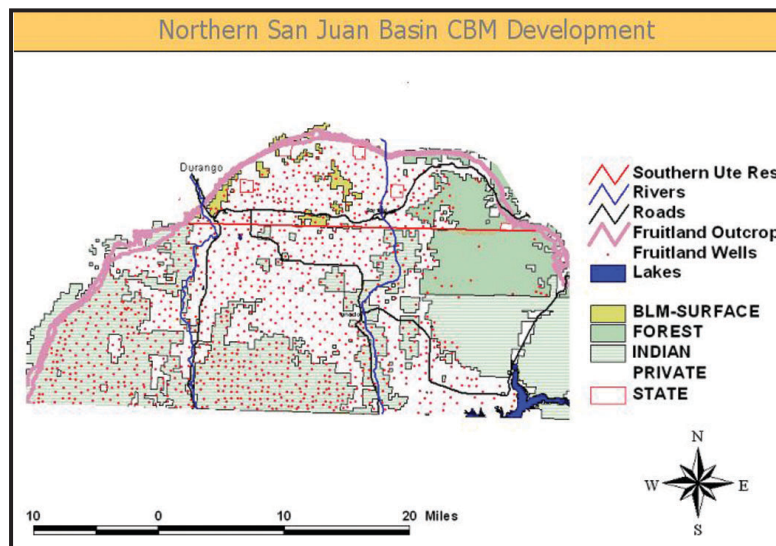 Northern San Juan Basin CBM Development
Durango
Southern Ute Res
Rivers
Roads
Fruitland Outcrop
Fruitland Wells
Lakes
BLM-SURFACE
FOREST
INDIAN
PRIVATE
STATE
N
W E
S
10 0 10 20 Miles